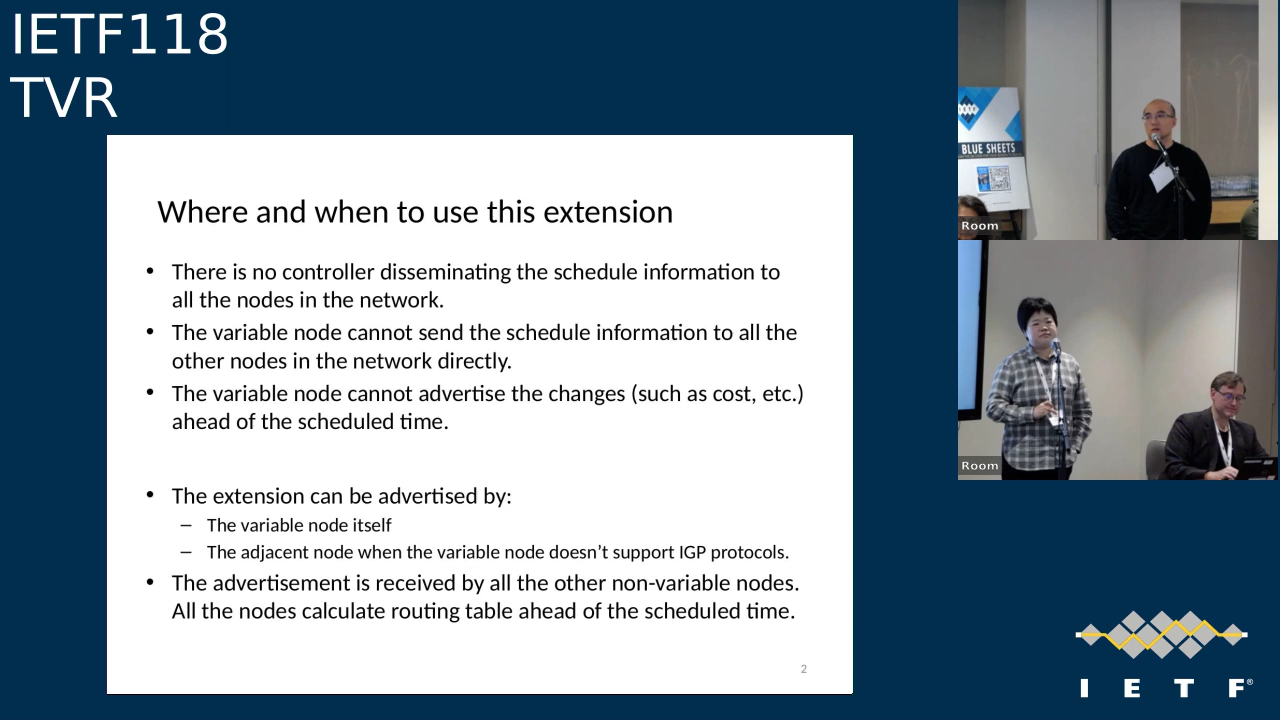 IETF118
TVR
Where and when to use this extension
• There is no controller disseminating the schedule information to
all the nodes in the network.
• The variable node cannot send the schedule information to all the
other nodes in the network directly.
• The variable node cannot advertise the changes (such as cost, etc.)
ahead of the scheduled time.
• The extension can be advertised by:
– The variable node itself
– The adjacent node when the variable node doesn’t support IGP protocols.
• The advertisement is received by all the other non-variable nodes.
All the nodes calculate routing table ahead of the scheduled time.
2
BLUE SHEETS
Room
Room
I E T F®